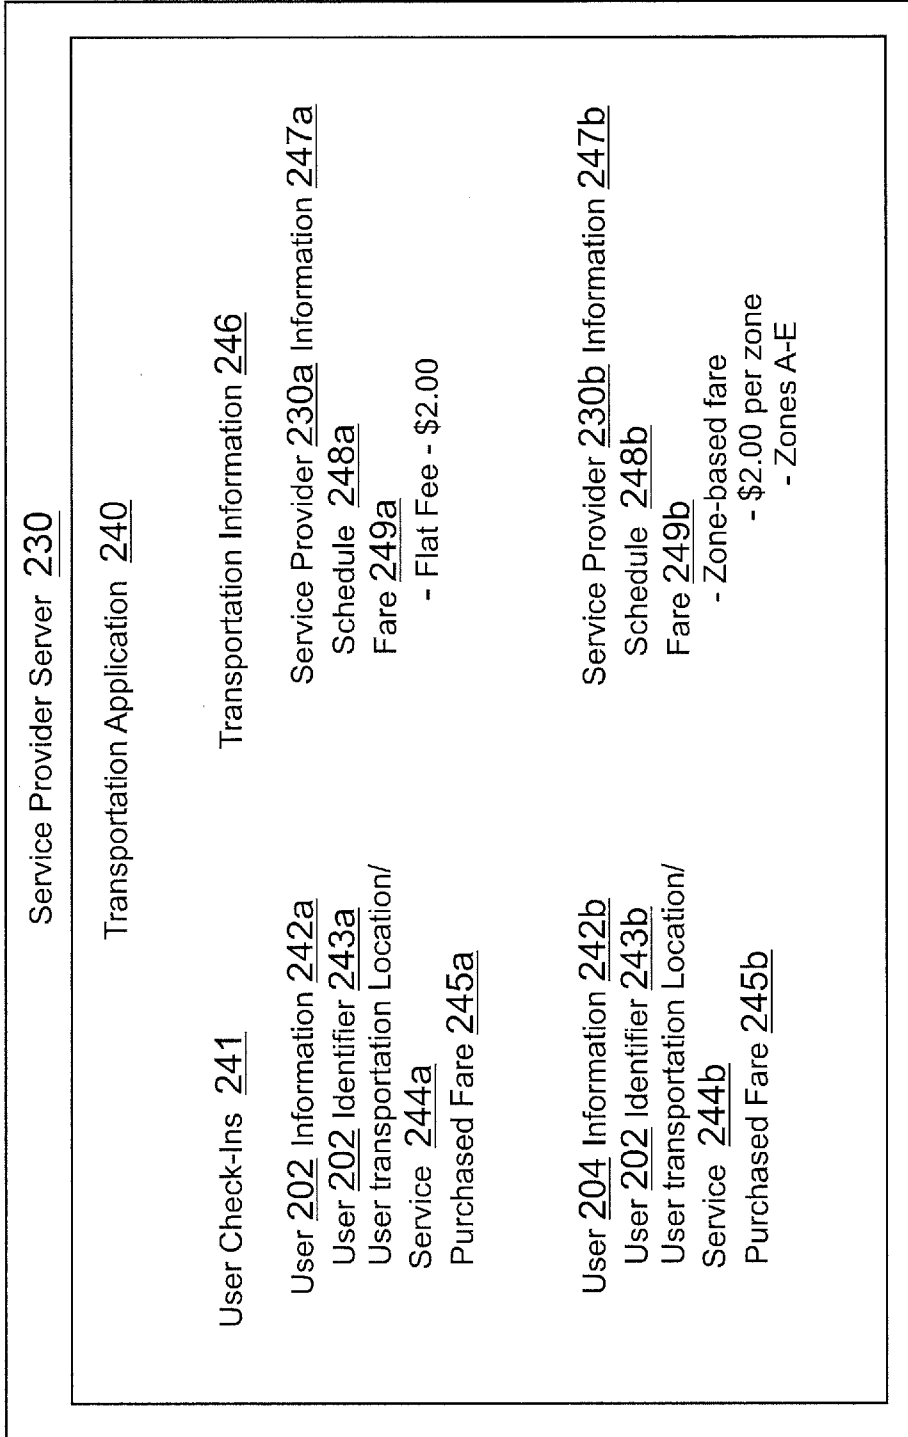 Service Provider Server 230
Transportation Application 240
User Check-Ins 241
User 202 Information 242a
User 202 Identifier 243a
User transportation Location/
Service 244a
Purchased Fare 245a
User 204 Information 242b
User 202 Identifier 243b
User transportation Location/
Service 244b
Purchased Fare 245b
Transportation Information 246
Service Provider 230a Information 247a
Schedule 248a
Fare 249a
- Flat Fee - $2.00
Service Provider 230b Information 247b
Schedule 248b
Fare 249b
- Zone-based fare
- $2.00 per zone
- Zones A-E